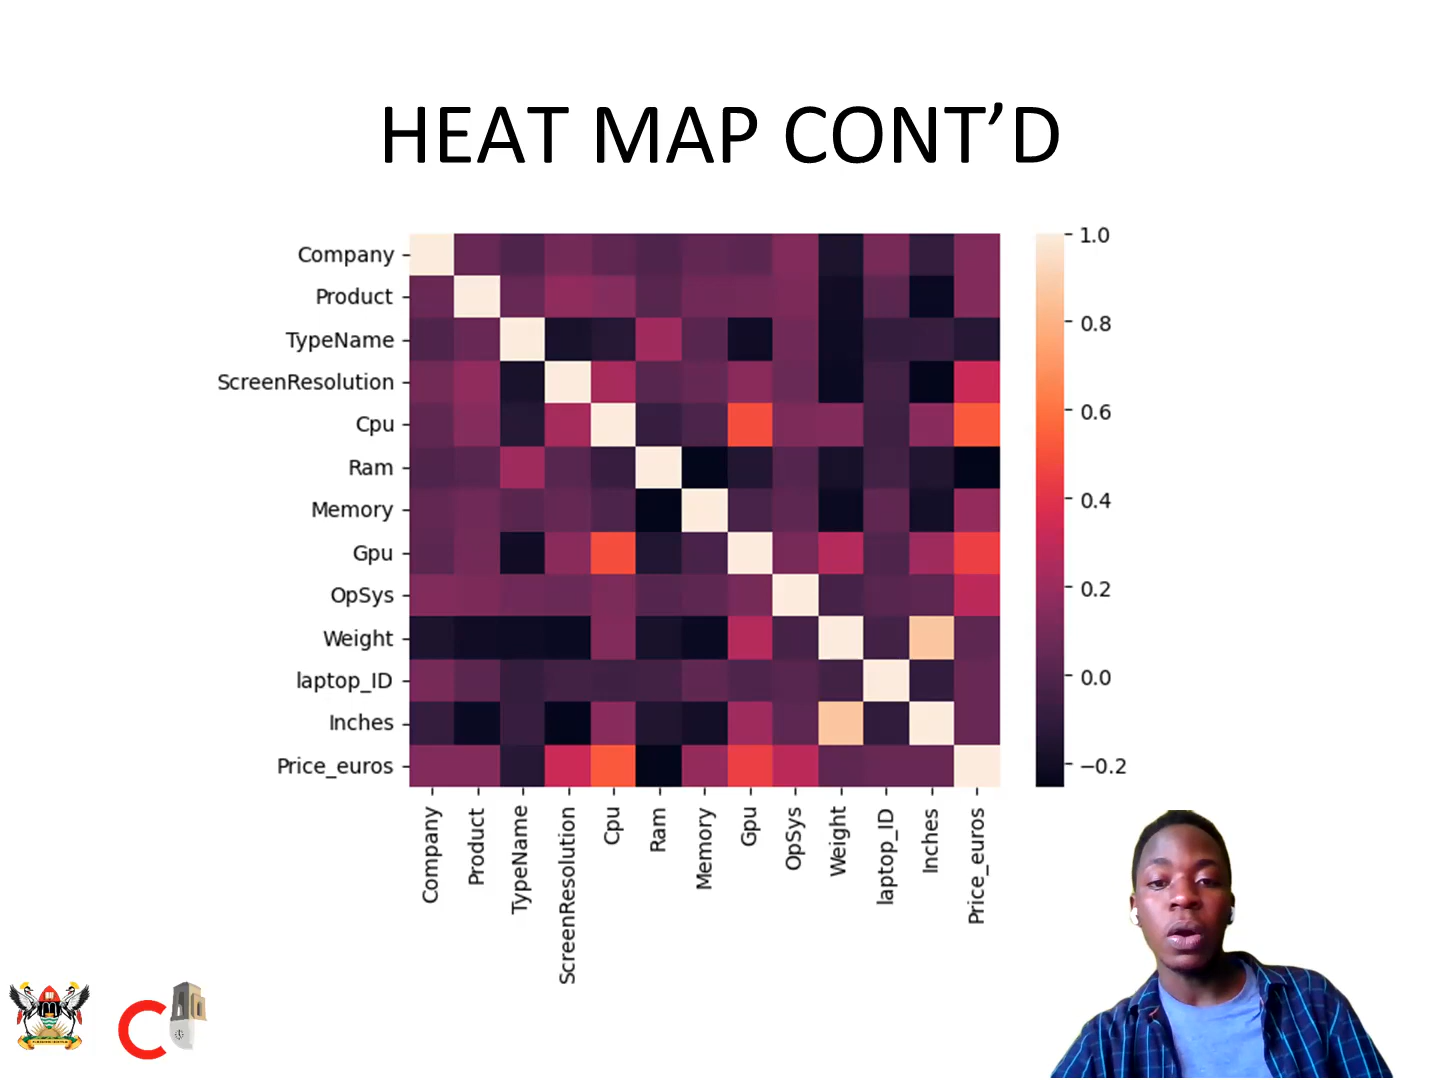 HEAT MAP CONT’D
Company
Product
TypeName
ScreenResolution
Cpu
Ram
Memory
Gpu
OpSys
Weight
laptop_ID
Inches
Price_euros
Company
Product
TypeName
ScreenResolution
Cpu
Ram
Memory
Gpu
OpSys
Weight
laptop_ID
Inches
Price_euros
1.0
0.8
0.6
0.4
0.2
0.0
−0.2